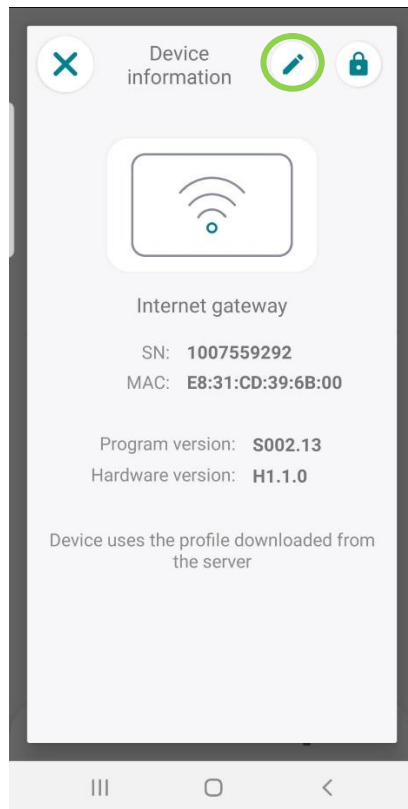 Device
information
Internet gateway
SN: 1007559292
MAC: E8:31:CD:39:6B:00
Program version: S002.13
Hardware version: H1.1.0
Device uses the profile downloaded from
the server